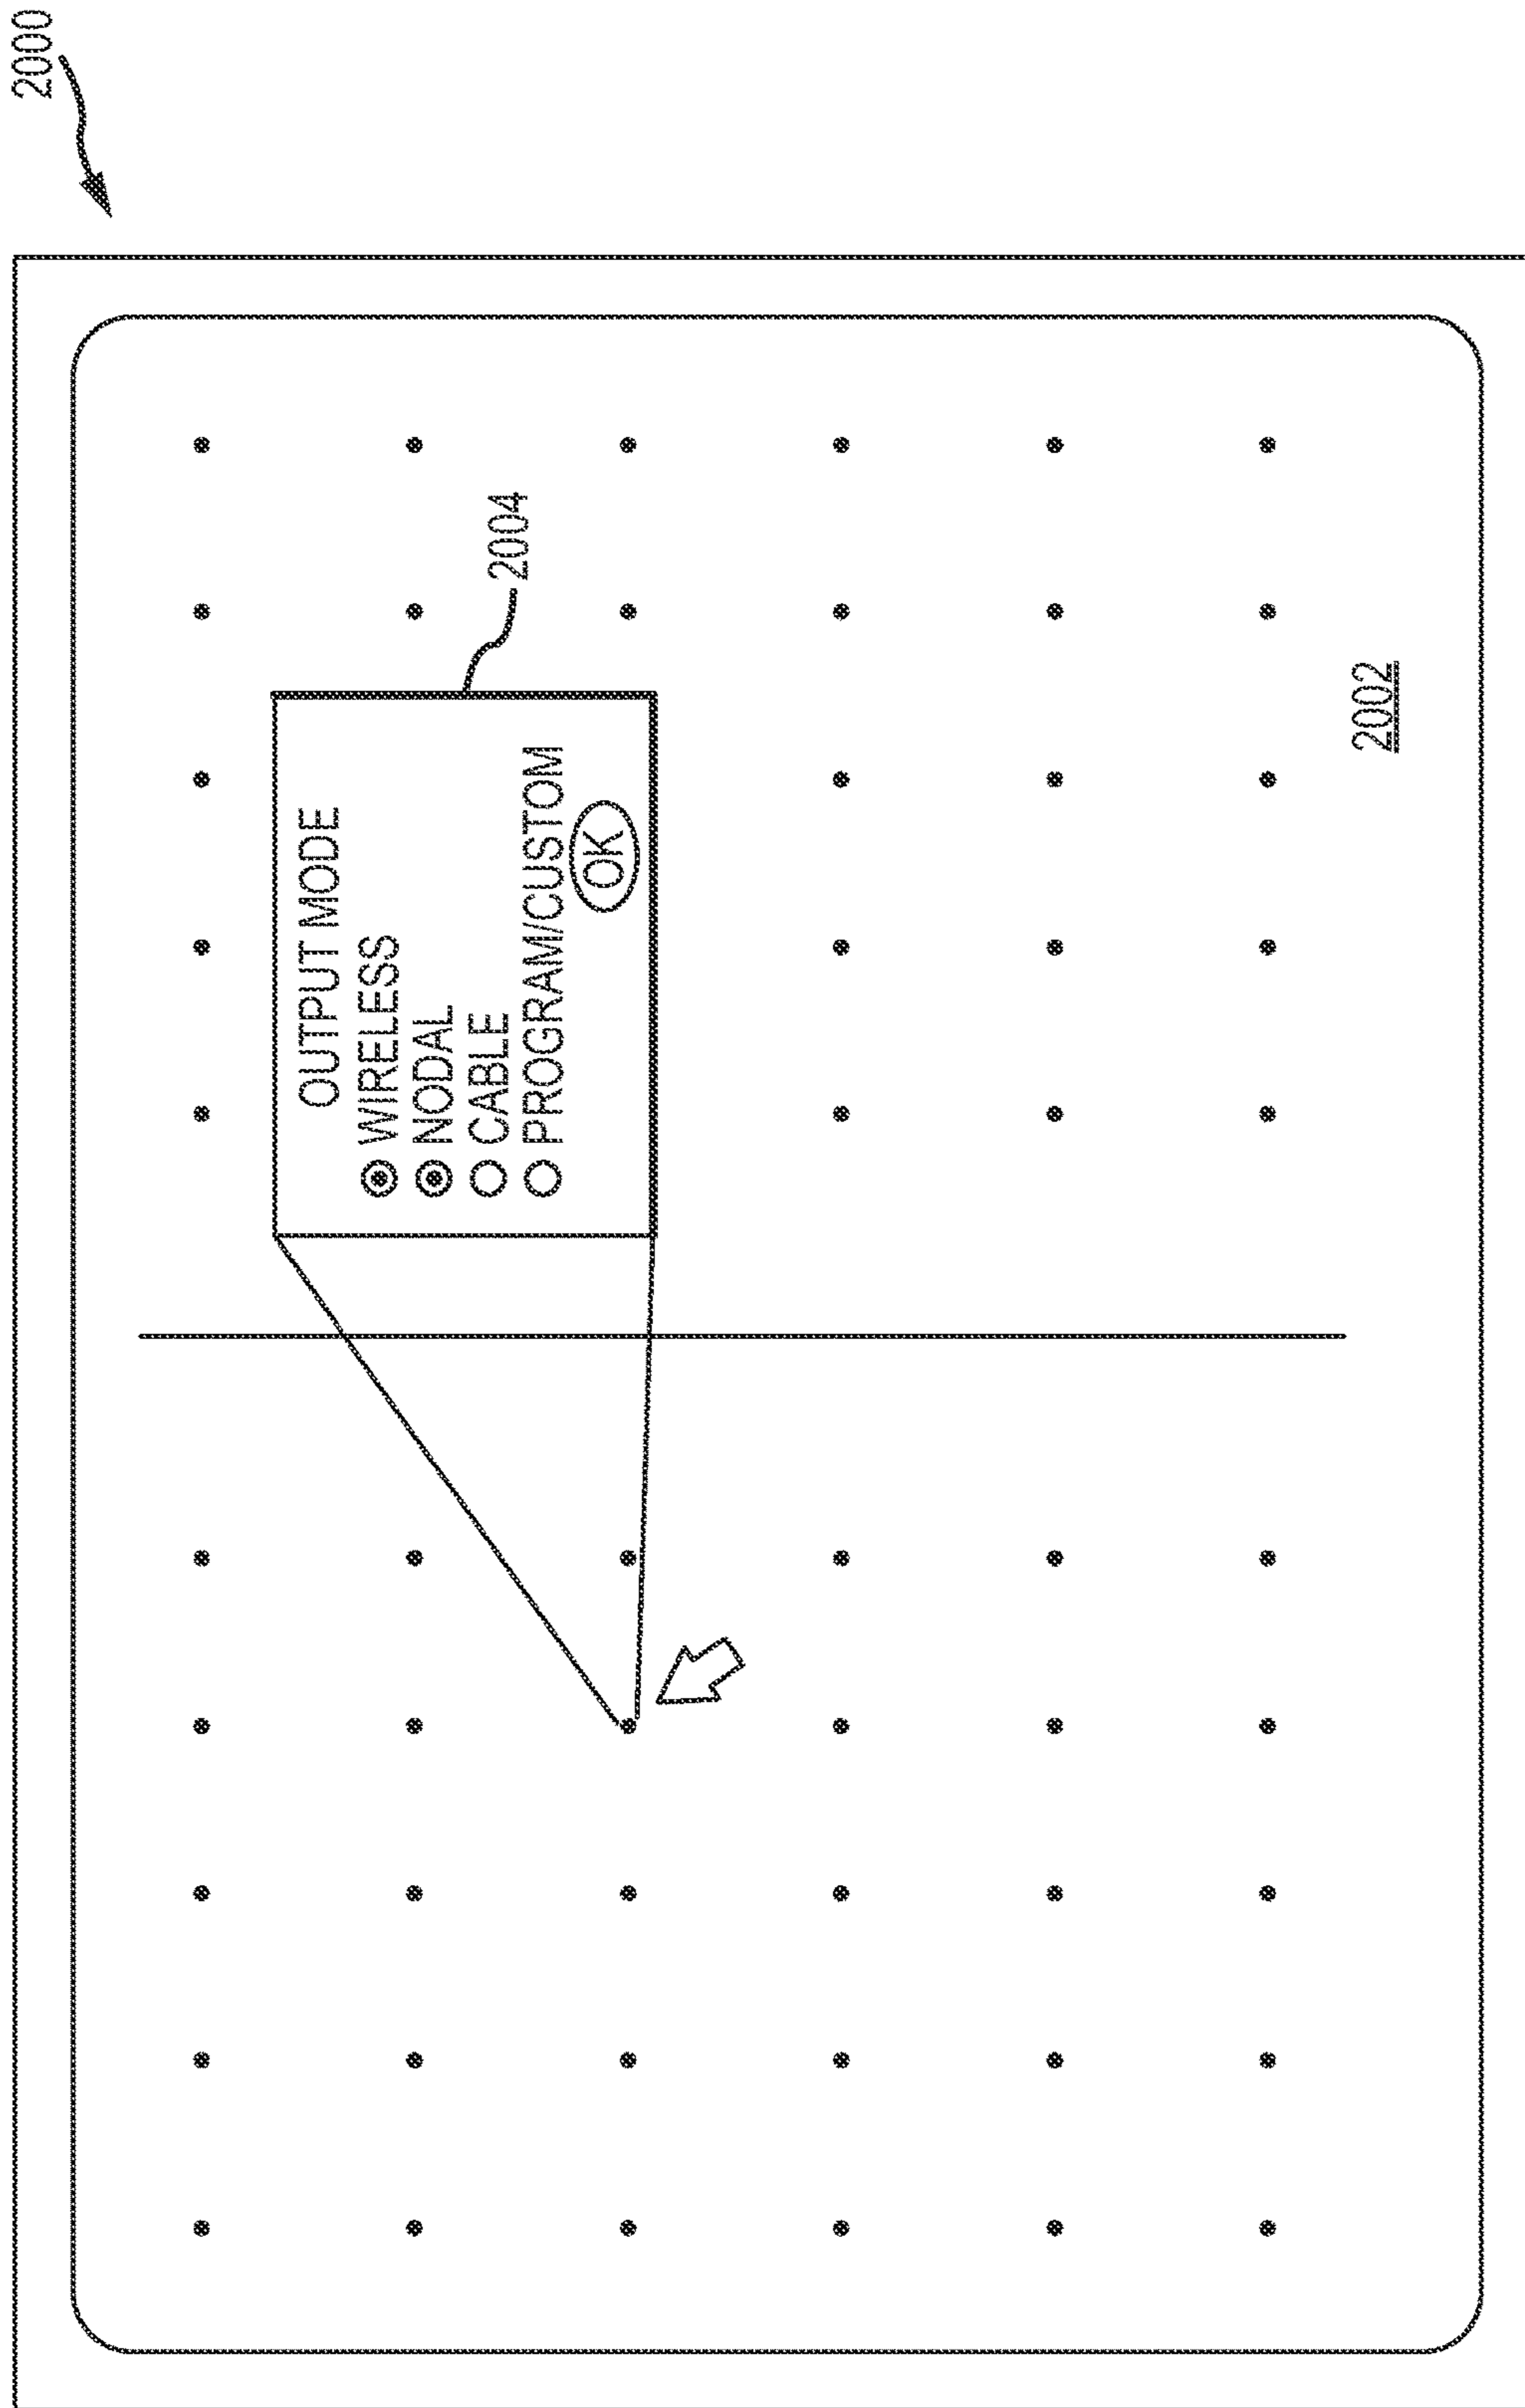 2000
2004
OUTPUT MODE
WIRELESS
NODAL
CABLE
PROGRAM/CUSTOM
OK
2002